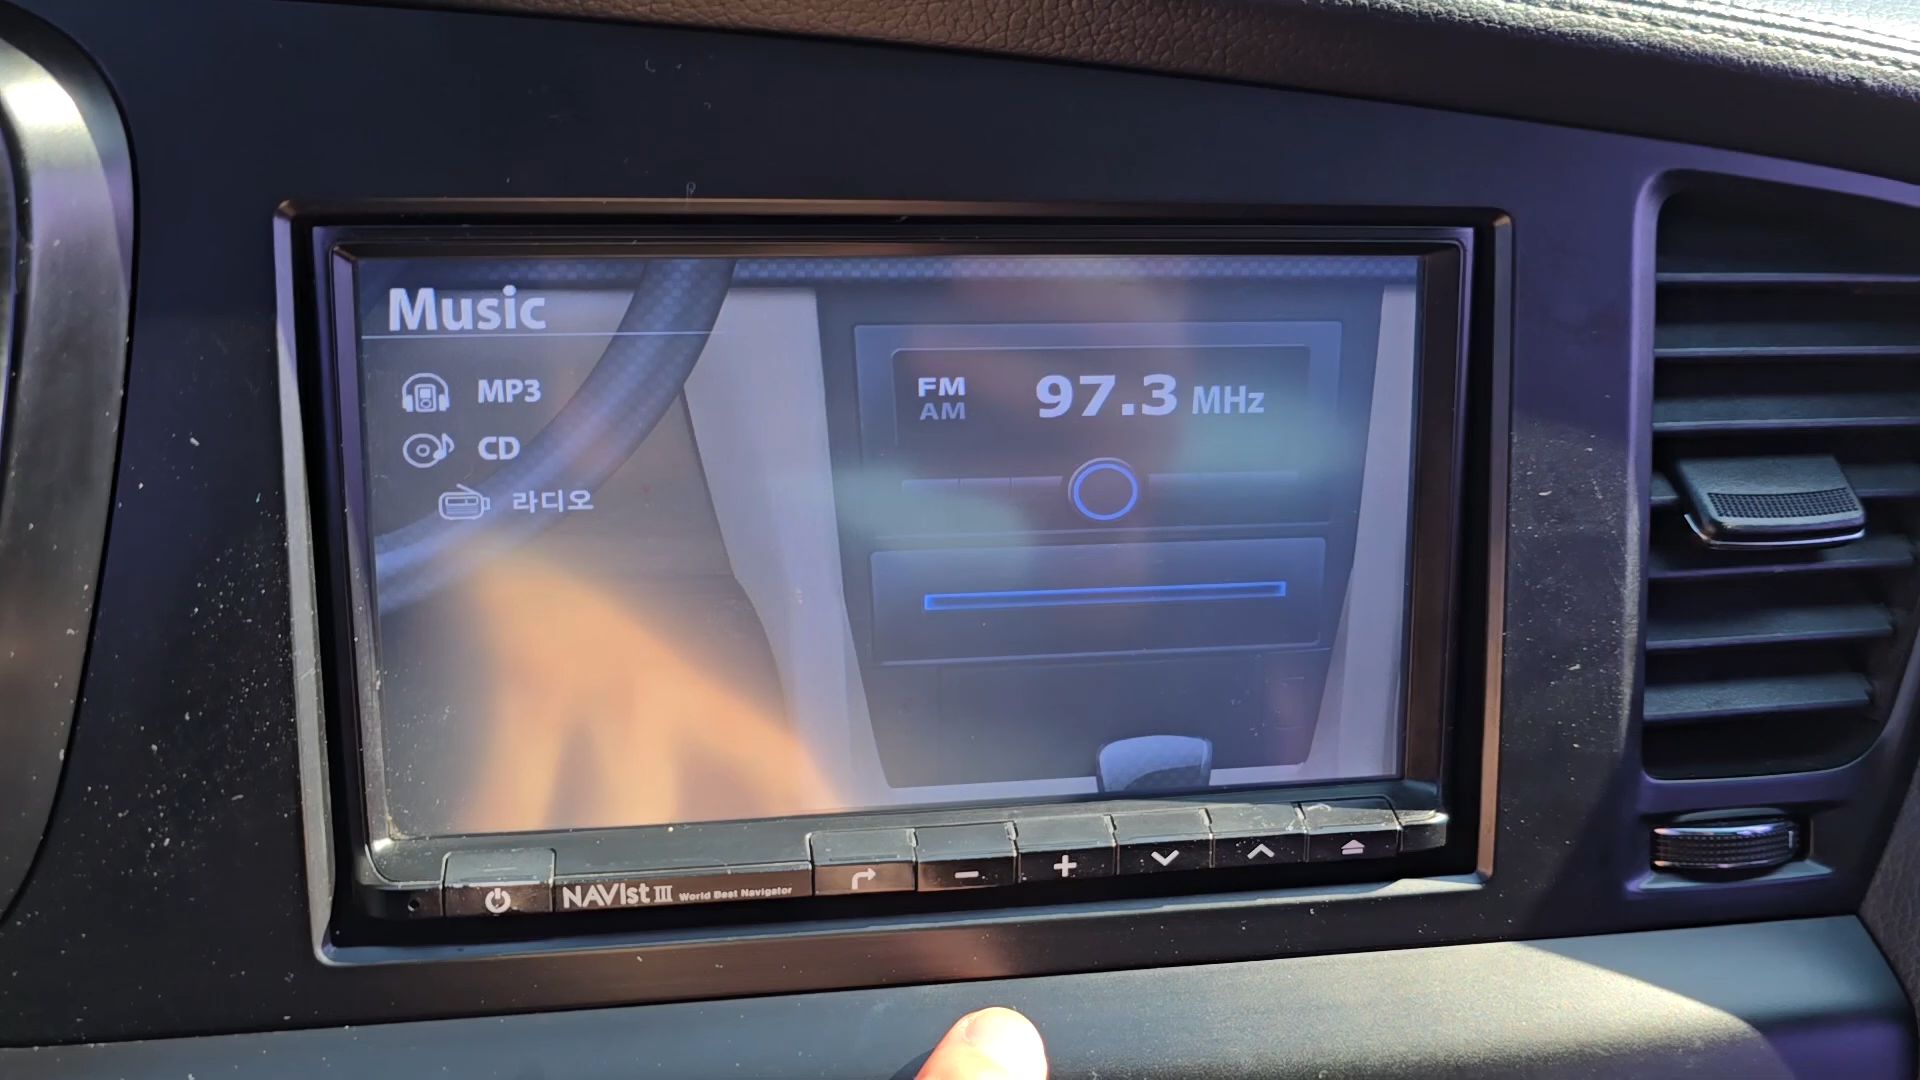 Music
MP3
CD
라디오
FM
AM
97.3 MHz
NAVIst III World Best Navigator